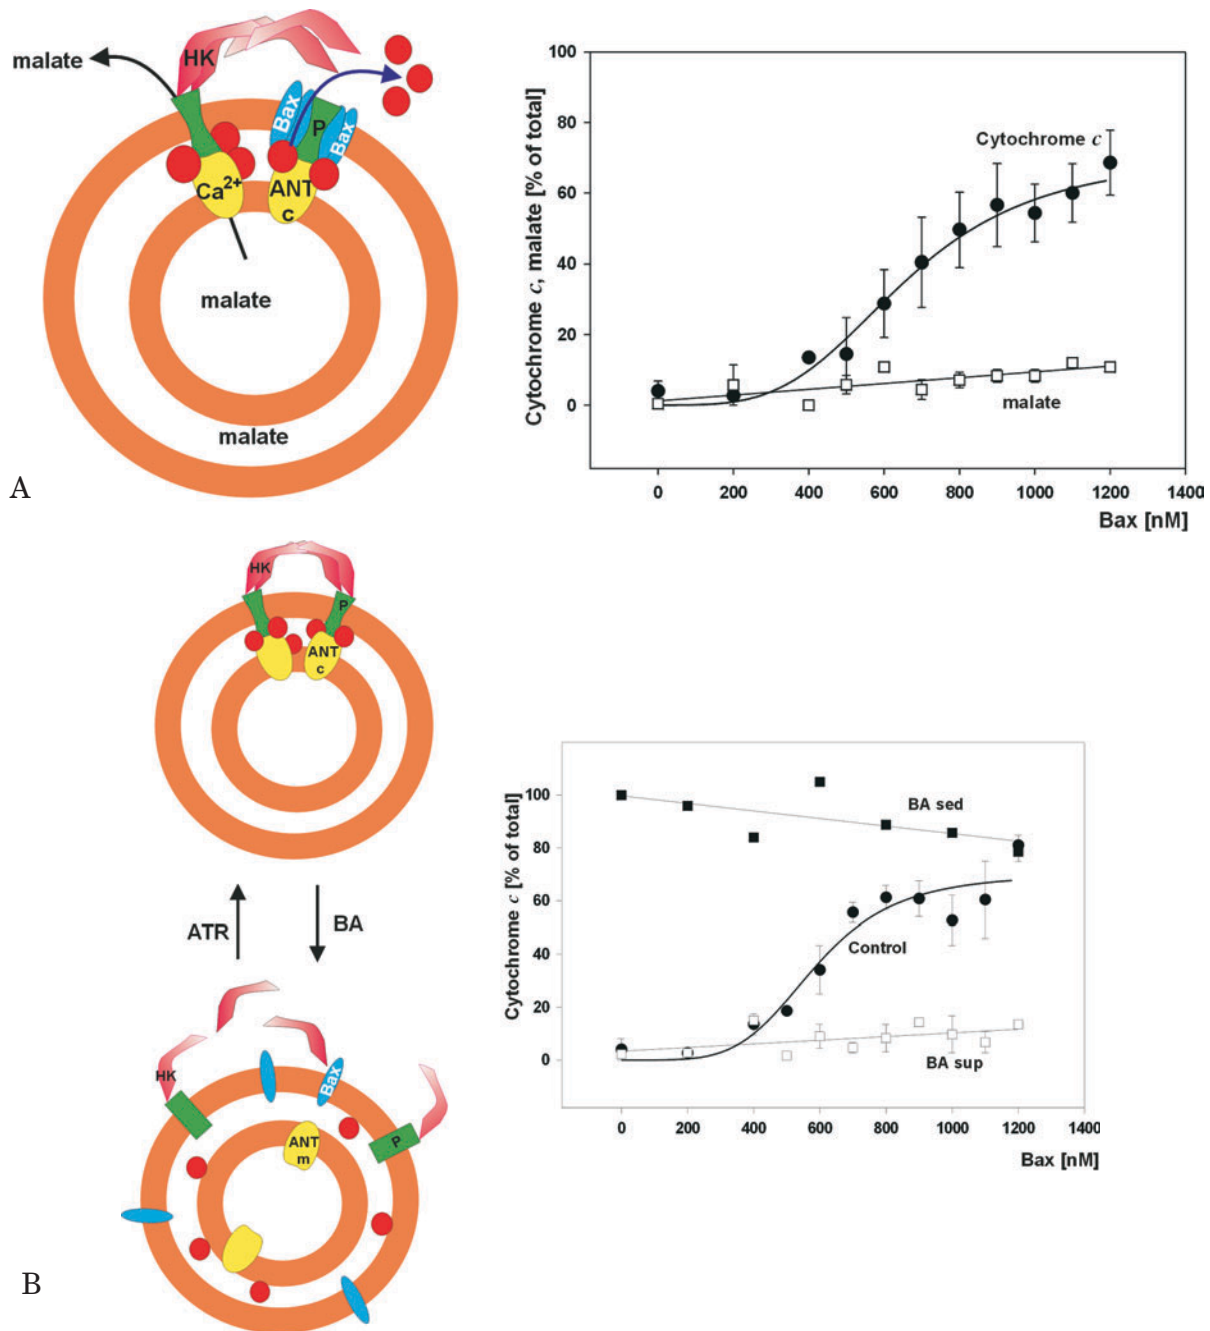 malate
HK
Bax
P
Bax
Ca2+
ANT
c
malate
malate
A
Cytochrome c, malate [% of total]
100
80
60
40
20
0
Cytochrome c
malate
0 200 400 600 800 1000 1200 1400
Bax [nM]
HK
P
ANT
c
ATR
BA
HK
Bax
ANT
m
P
B
Cytochrome c [% of total]
100
80
60
40
20
0
BA sed
Control
BA sup
0 200 400 600 800 1000 1200 1400
Bax [nM]